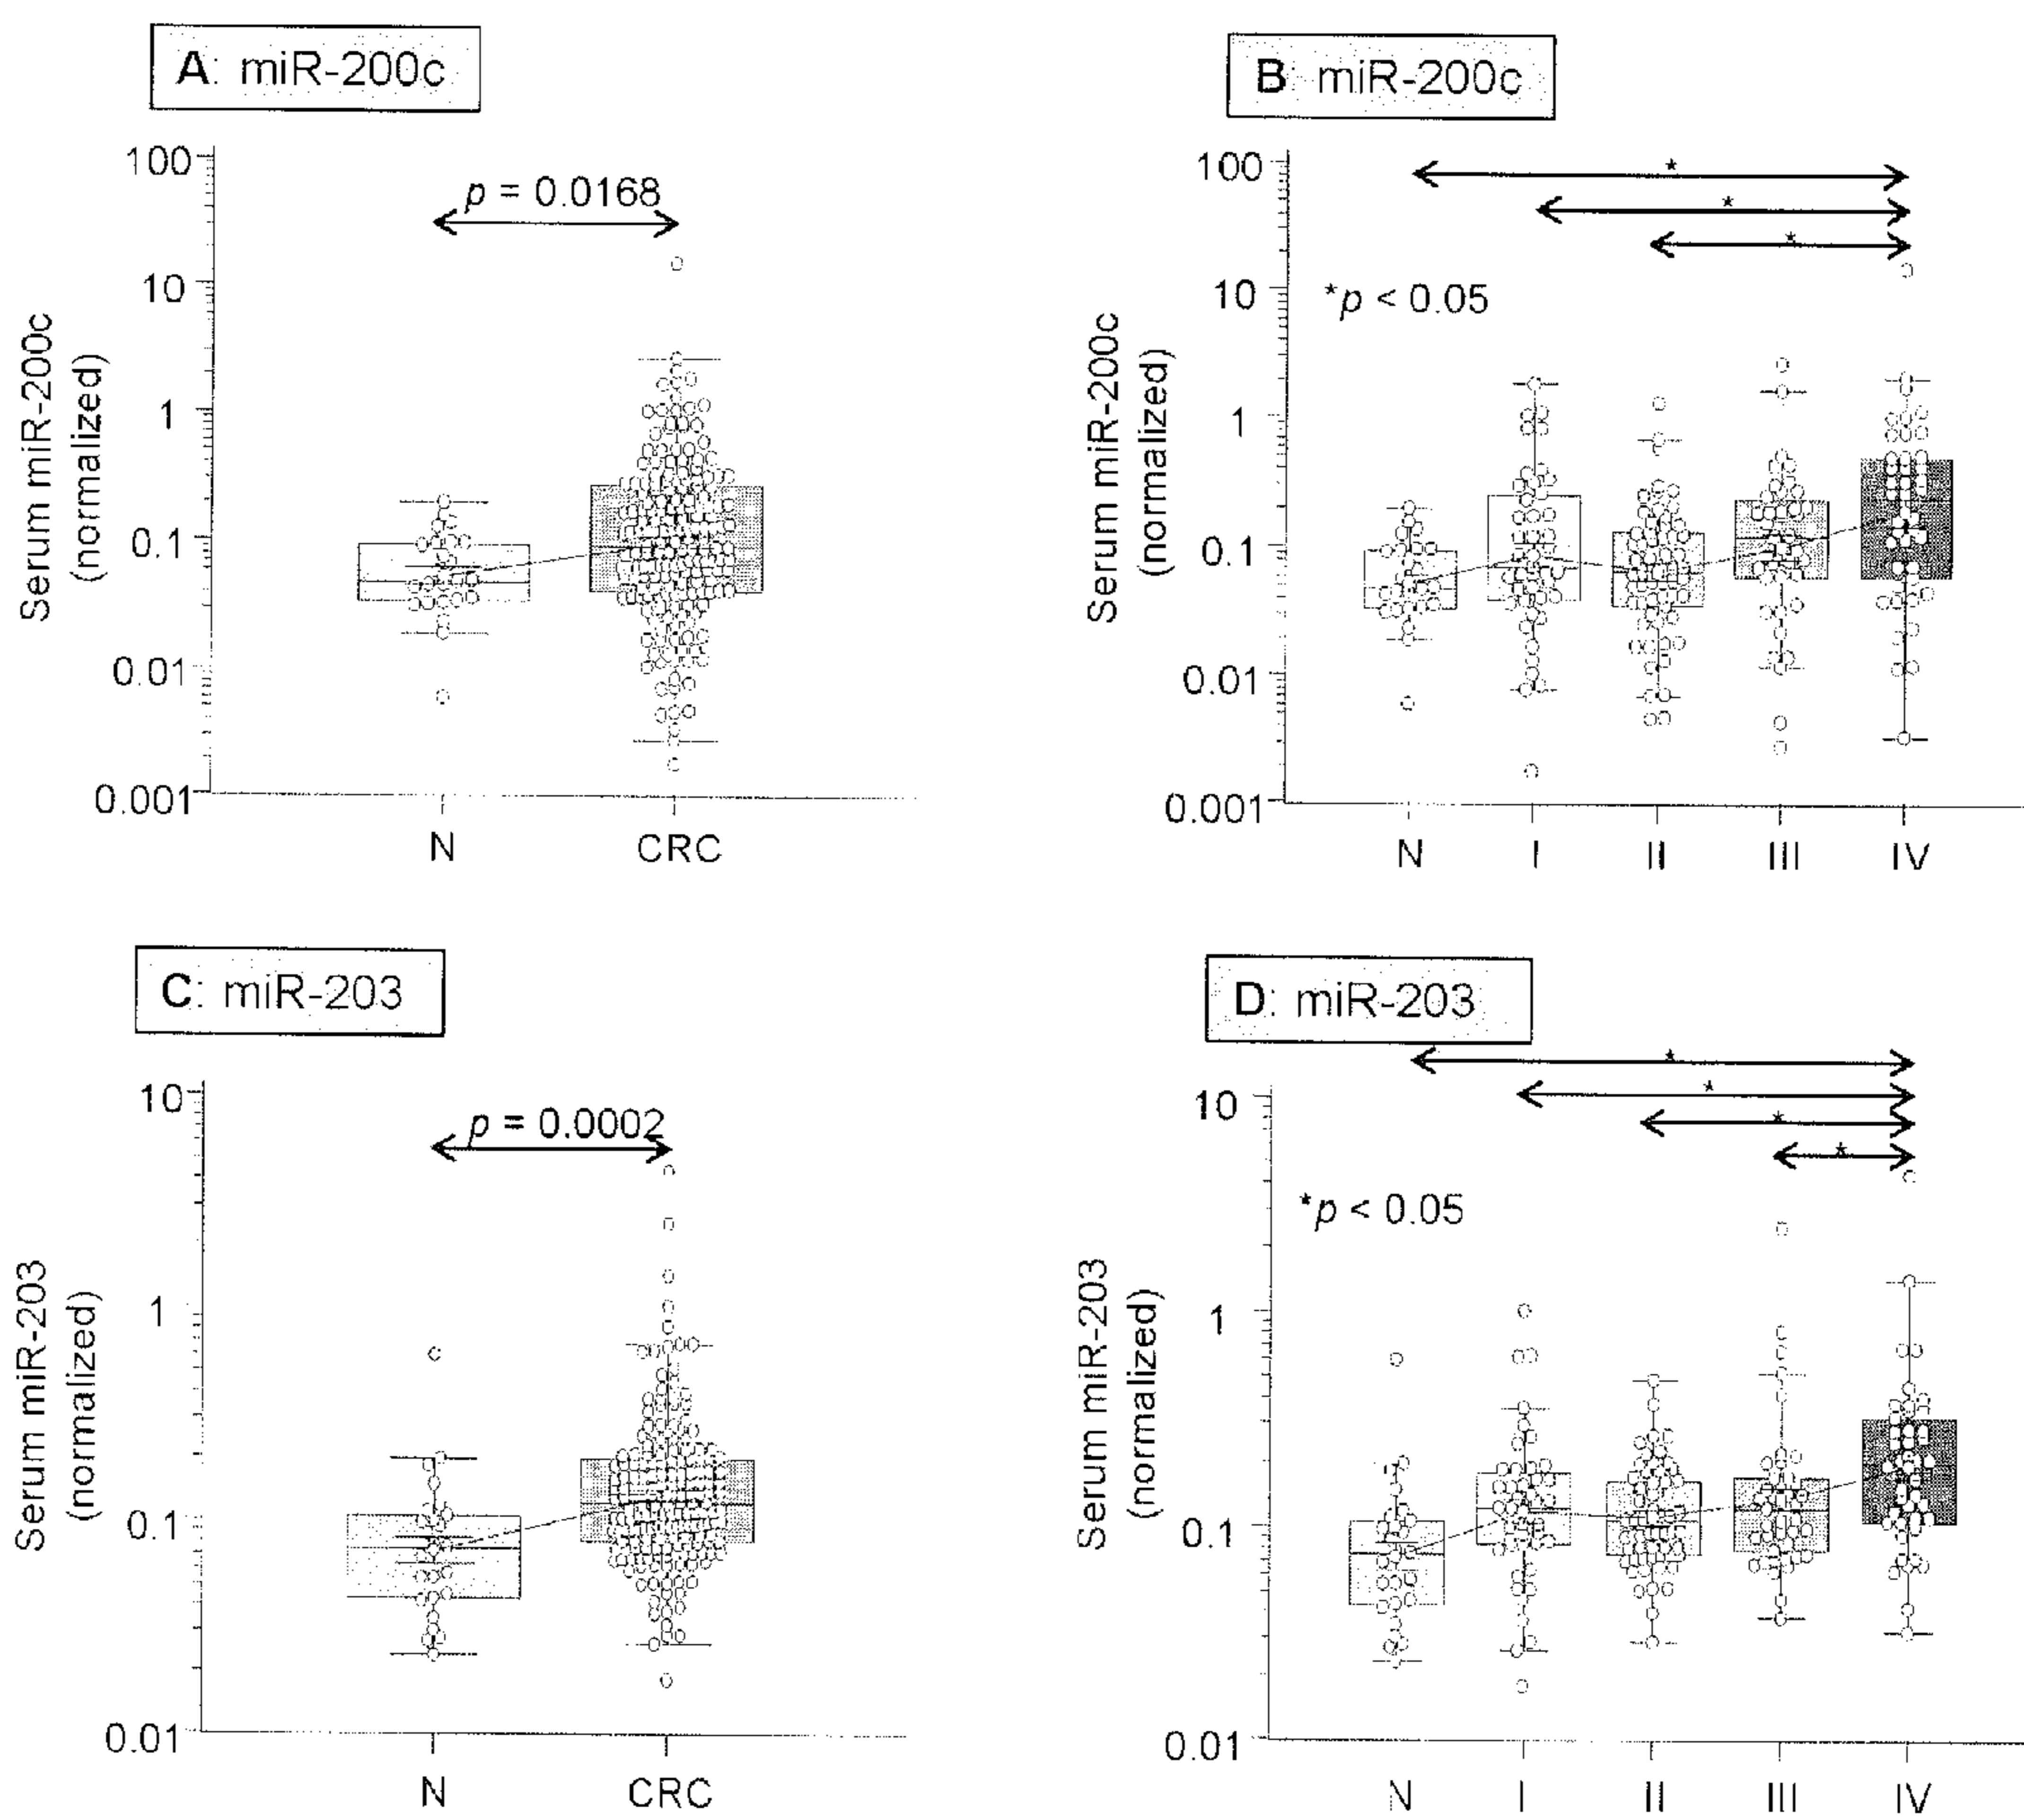 A: miR-200c
Serum miR-200c
(normalized)
100
10
1
0.1
0.01
0.001
p = 0.0168
N CRC
B: miR-200c
Serum miR-200c
(normalized)
100
10
1
0.1
0.01
0.001
*
*
*
*p < 0.05
N I II III IV
C: miR-203
Serum miR-203
(normalized)
10
1
0.1
0.01
p = 0.0002
N CRC
D: miR-203
Serum miR-203
(normalized)
10
1
0.1
0.01
*
*
*
*
*p < 0.05
N I II III IV